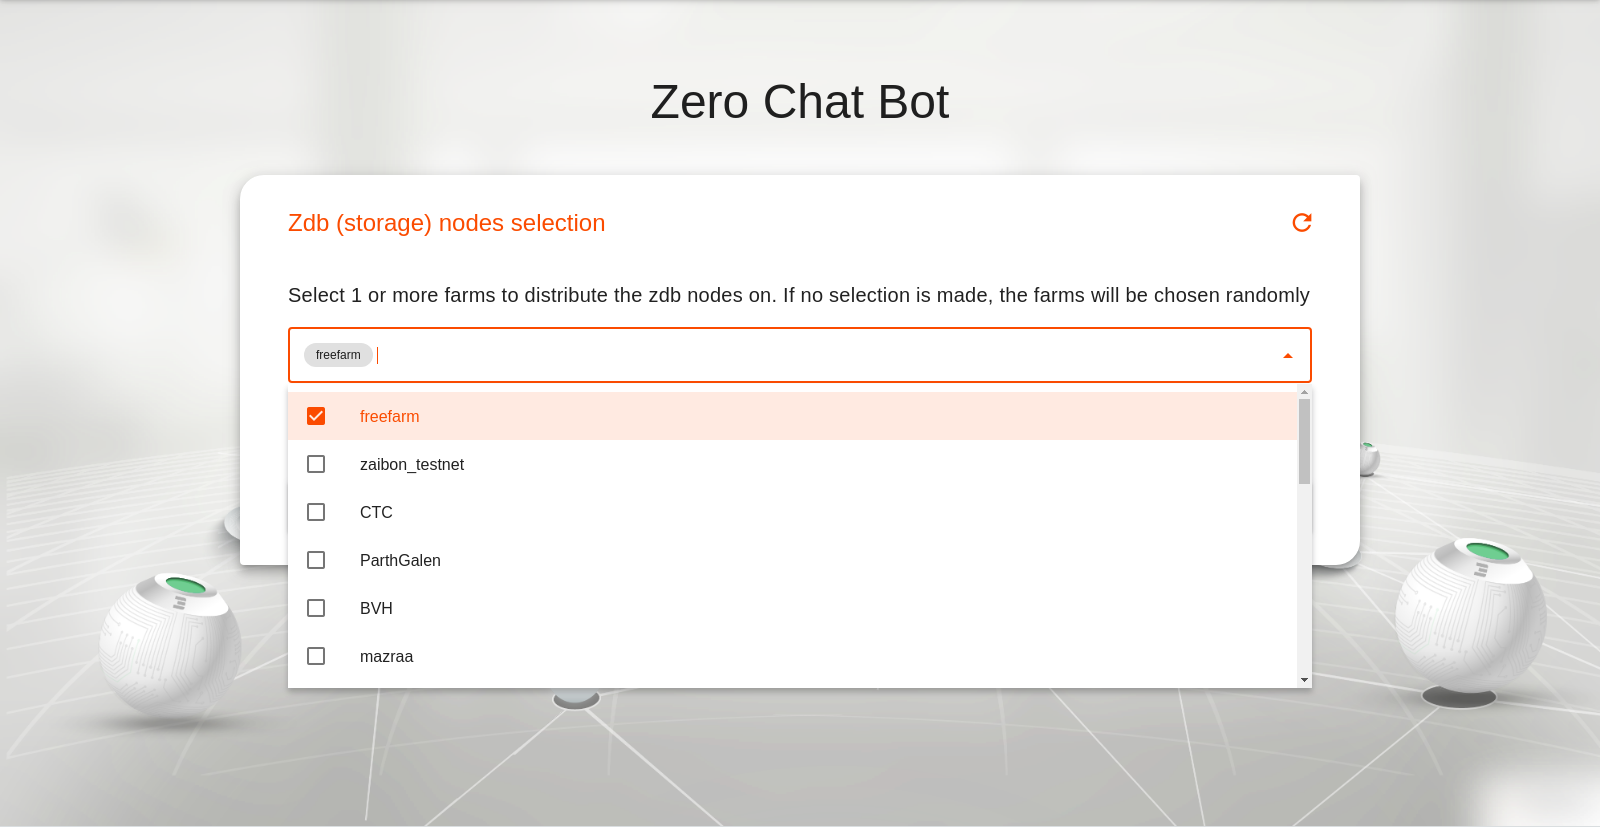 Zero Chat Bot
Zdb (storage) nodes selection
Select 1 or more farms to distribute the zdb nodes on. If no selection is made, the farms will be chosen randomly
freefarm
freefarm
zaibon_testnet
CTC
ParthGalen
BVH
mazraa